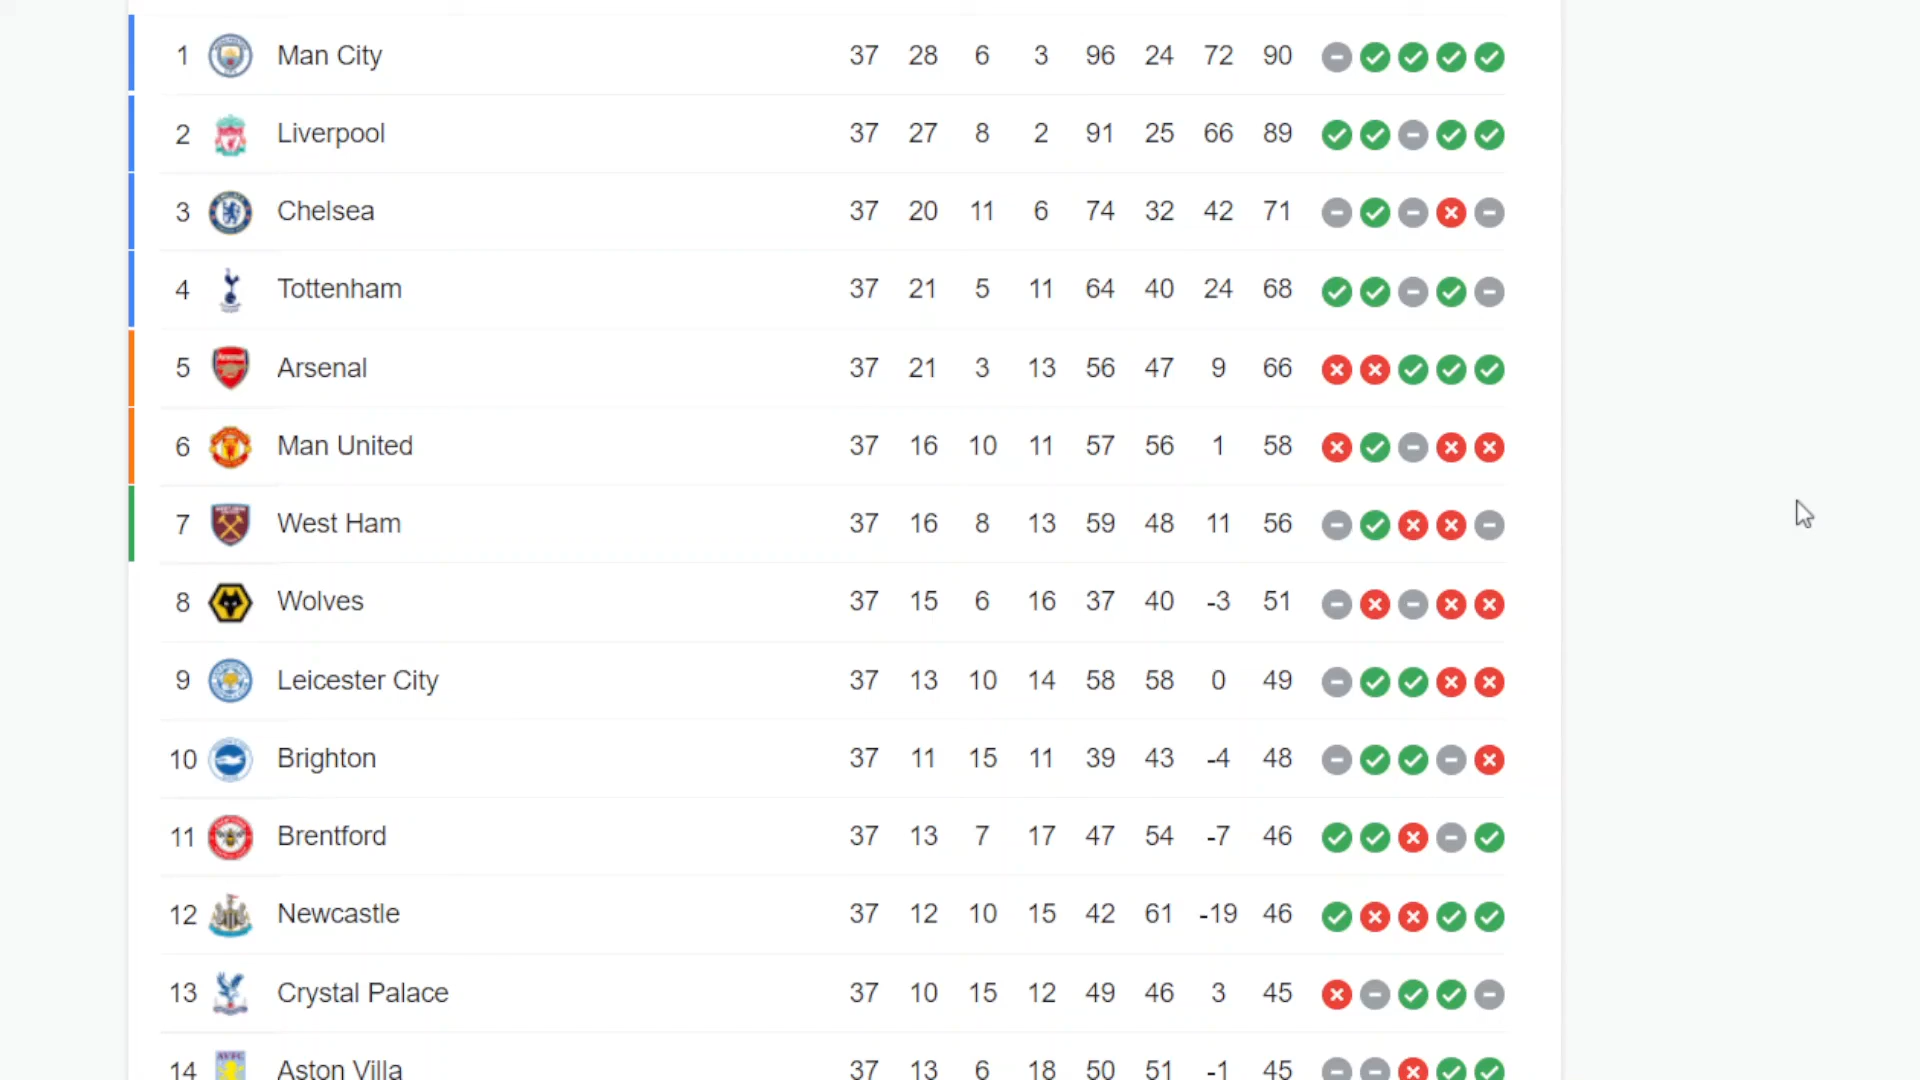 1 Man City 37 28 6 3 96 24 72 90
2 Liverpool 37 27 8 2 91 25 66 89
3 Chelsea 37 20 11 6 74 32 42 71
4 Tottenham 37 21 5 11 64 40 24 68
5 Arsenal 37 21 3 13 56 47 9 66
6 Man United 37 16 10 11 57 56 1 58
7 West Ham 37 16 8 13 59 48 11 56
8 Wolves 37 15 6 16 37 40 -3 51
9 Leicester City 37 13 10 14 58 58 0 49
10 Brighton 37 11 15 11 39 43 -4 48
11 Brentford 37 13 7 17 47 54 -7 46
12 Newcastle 37 12 10 15 42 61 -19 46
13 Crystal Palace 37 10 15 12 49 46 3 45
14 Aston Villa 37 13 6 18 50 51 -1 45